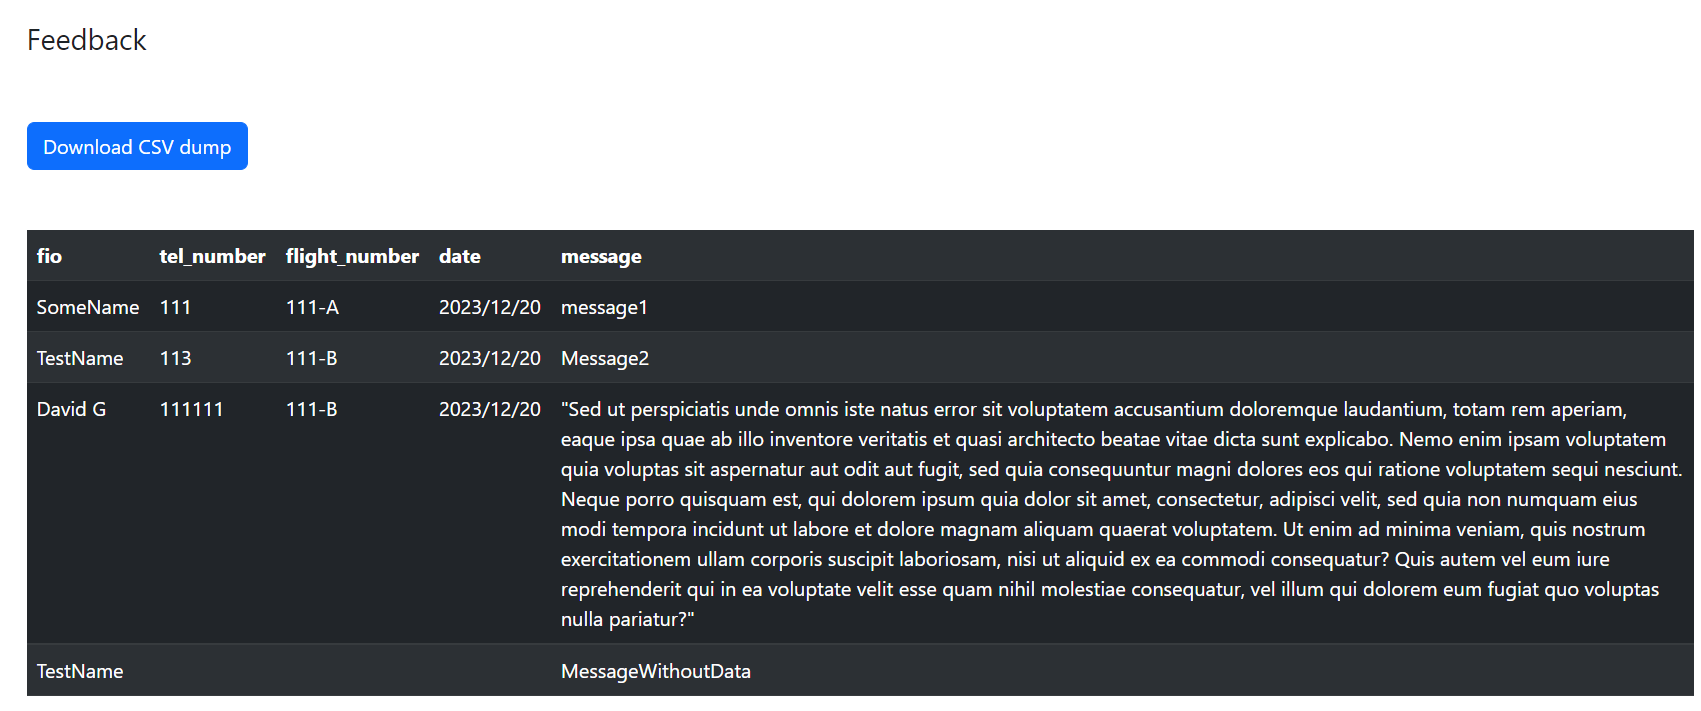 Feedback
Download CSV dump
fio tel_number flight_number date message
SomeName 111 111-A 2023/12/20 message1
TestName 113 111-B 2023/12/20 Message2
David G 111111 111-B 2023/12/20 "Sed ut perspiciatis unde omnis iste natus error sit voluptatem accusantium doloremque laudantium, totam rem aperiam,
eaque ipsa quae ab illo inventore veritatis et quasi architecto beatae vitae dicta sunt explicabo. Nemo enim ipsam voluptatem
quia voluptas sit aspernatur aut odit aut fugit, sed quia consequuntur magni dolores eos qui ratione voluptatem sequi nesciunt.
Neque porro quisquam est, qui dolorem ipsum quia dolor sit amet, consectetur, adipisci velit, sed quia non numquam eius
modi tempora incidunt ut labore et dolore magnam aliquam quaerat voluptatem. Ut enim ad minima veniam, quis nostrum
exercitationem ullam corporis suscipit laboriosam, nisi ut aliquid ex ea commodi consequatur? Quis autem vel eum iure
reprehenderit qui in ea voluptate velit esse quam nihil molestiae consequatur, vel illum qui dolorem eum fugiat quo voluptas
nulla pariatur?"
TestName MessageWithoutData